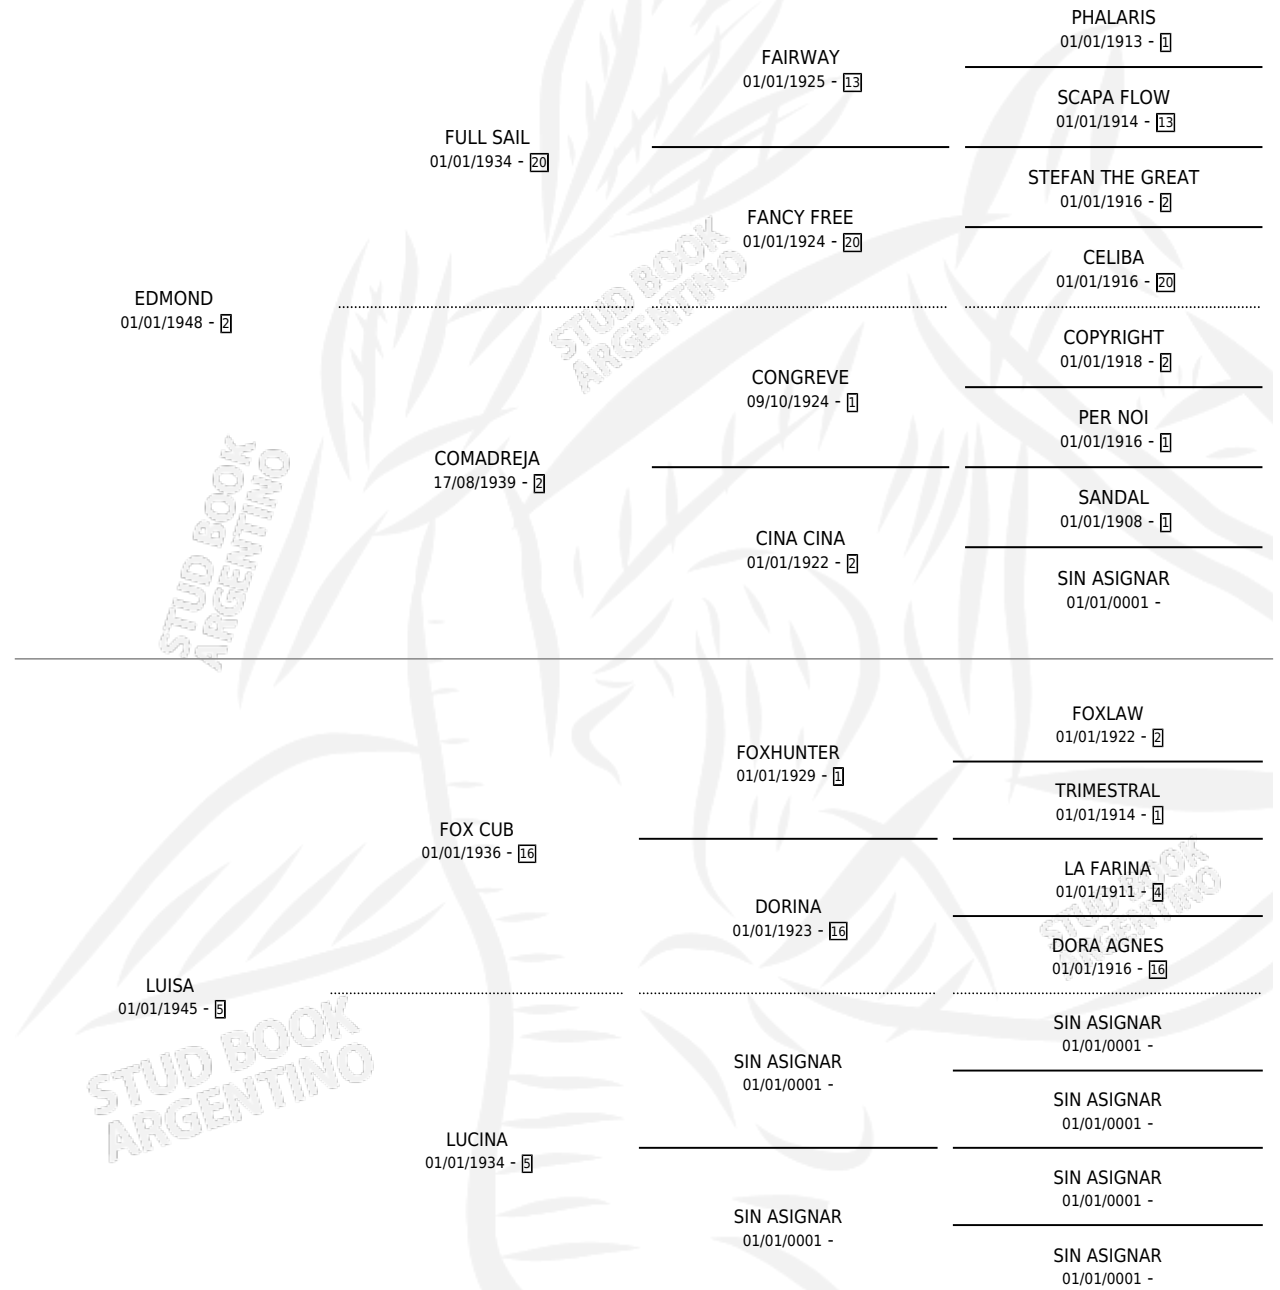 PHALARIS
01/01/1913 - 1
FAIRWAY
01/01/1925 - 13
SCAPA FLOW
01/01/1914 - 13
FULL SAIL
01/01/1934 - 20
STEFAN THE GREAT
01/01/1916 - 2
FANCY FREE
01/01/1924 - 20
CELIBA
01/01/1916 - 20
EDMOND
01/01/1948 - 2
COPYRIGHT
01/01/1918 - 2
CONGREVE
09/10/1924 - 1
PER NOI
01/01/1916 - 1
COMADREJA
17/08/1939 - 2
SANDAL
01/01/1908 - 1
CINA CINA
01/01/1922 - 2
SIN ASIGNAR
01/01/0001 -
FOXLAW
01/01/1922 - 2
FOXHUNTER
01/01/1929 - 1
TRIMESTRAL
01/01/1914 - 1
FOX CUB
01/01/1936 - 16
LA FARINA
01/01/1911 - 4
DORINA
01/01/1923 - 16
DORA AGNES
01/01/1916 - 16
LUISA
01/01/1945 - 5
SIN ASIGNAR
01/01/0001 -
SIN ASIGNAR
01/01/0001 -
SIN ASIGNAR
01/01/0001 -
LUCINA
01/01/1934 - 5
SIN ASIGNAR
01/01/0001 -
SIN ASIGNAR
01/01/0001 -
SIN ASIGNAR
01/01/0001 -
STUD BOOK
ARGENTINO
STUD BOOK
ARGENTINO
STUD BOOK
ARGENTINO
STUD BOOK
ARGENTINO